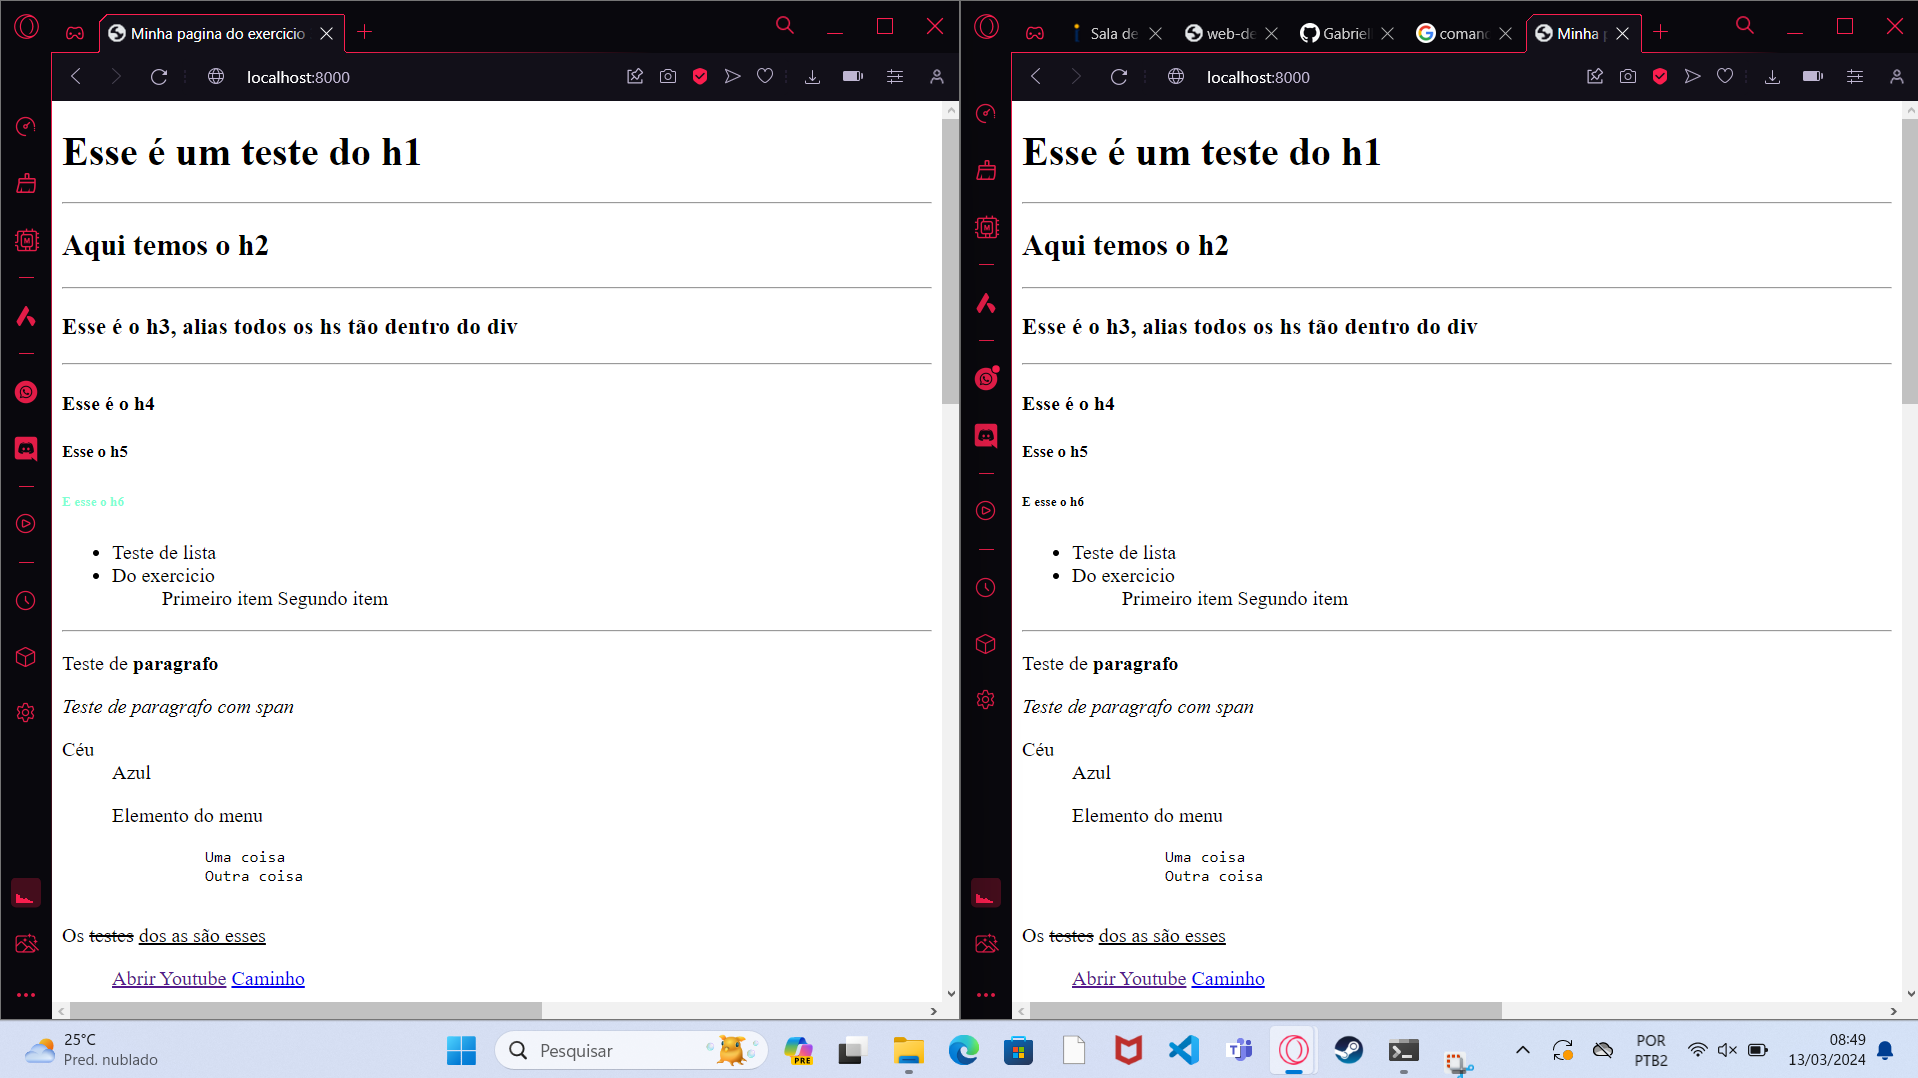 Minha pagina do exercicio
localhost:8000
Esse é um teste do h1
Aqui temos o h2
Esse é o h3, alias todos os hs tão dentro do div
Esse é o h4
Esse o h5
E esse o h6
Teste de lista
Do exercicio
Primeiro item Segundo item
Teste de paragrafo
Teste de paragrafo com span
Céu
Azul
Elemento do menu
Uma coisa
Outra coisa
Os testes dos as são esses
Abrir Youtube Caminho
Sala de
web-de
Gabriel
comand
Minha p
localhost:8000
Esse é um teste do h1
Aqui temos o h2
Esse é o h3, alias todos os hs tão dentro do div
Esse é o h4
Esse o h5
E esse o h6
Teste de lista
Do exercicio
Primeiro item Segundo item
Teste de paragrafo
Teste de paragrafo com span
Céu
Azul
Elemento do menu
Uma coisa
Outra coisa
Os testes dos as são esses
Abrir Youtube Caminho
25°C
Pred. nublado
Pesquisar
PRE
POR
PTB2
08:49
13/03/2024